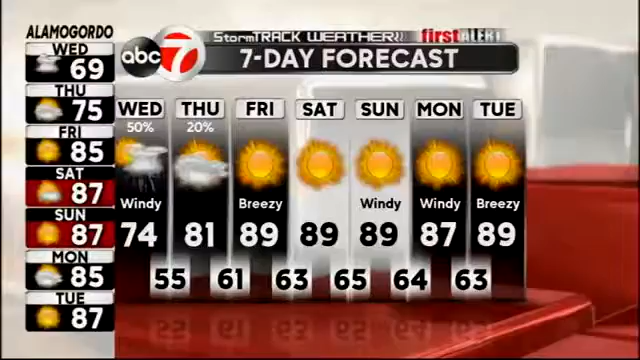 ALAMOGORDO
WED
69
THU
75
FRI
85
SAT
87
SUN
87
MON
85
TUE
87
abc 7
StormTRACK WEATHER first ALERT
7-DAY FORECAST
WED THU FRI SAT SUN MON TUE
50% 20%
Windy Breezy Windy Windy Breezy
74 81 89 89 89 87 89
55 61 63 65 64 63